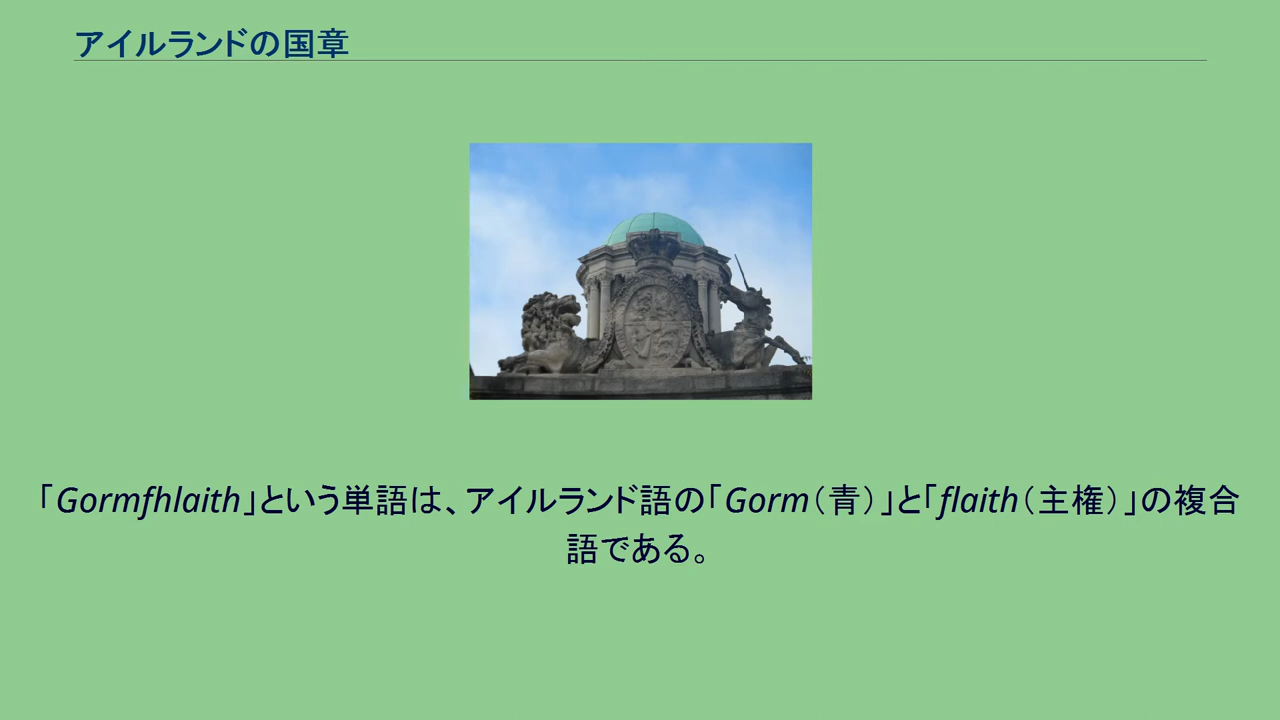 アイルランドの国章
「Gormfhlaith」という単語は、アイルランド語の「Gorm（青）」と「flaith（主権）」の複合
語である。